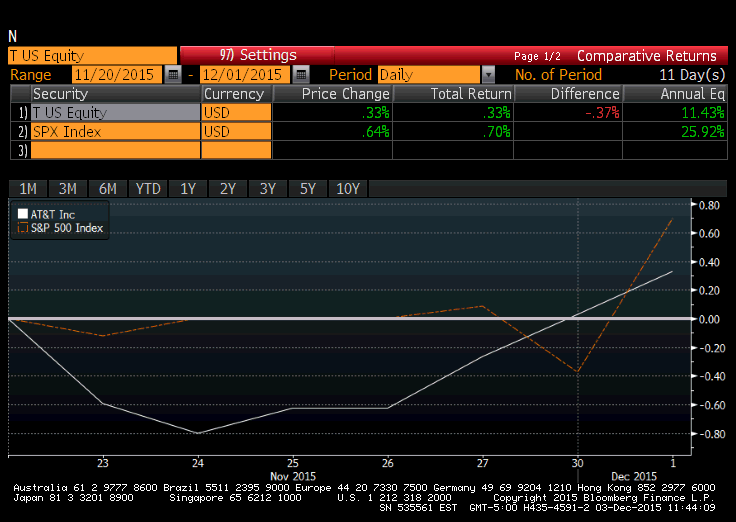 N
T US Equity 97) Settings Page 1/2 Comparative Returns
Range 11/20/2015 - 12/01/2015 Period Daily No. of Period 11 Day(s)
Security Currency Price Change Total Return Difference Annual Eq
1) T US Equity USD .33% .33% -.37% 11.43%
2) SPX Index USD .64% .70% 25.92%
3)
1M 3M 6M YTD 1Y 2Y 3Y 5Y 10Y
AT&T Inc
S&P 500 Index
0.80
0.60
0.40
0.20
0.00
-0.20
-0.40
-0.60
-0.80
23 24 25 26 27 30 1
Nov 2015 Dec 2015
Australia 61 2 9777 8600 Brazil 5511 2395 9000 Europe 44 20 7330 7500 Germany 49 69 9204 1210 Hong Kong 852 2977 6000
Japan 81 3 3201 8900 Singapore 65 6212 1000 U.S. 1 212 318 2000 Copyright 2015 Bloomberg Finance L.P.
SN 535561 EST GMT-5:00 H435-4591-2 03-Dec-2015 11:44:09